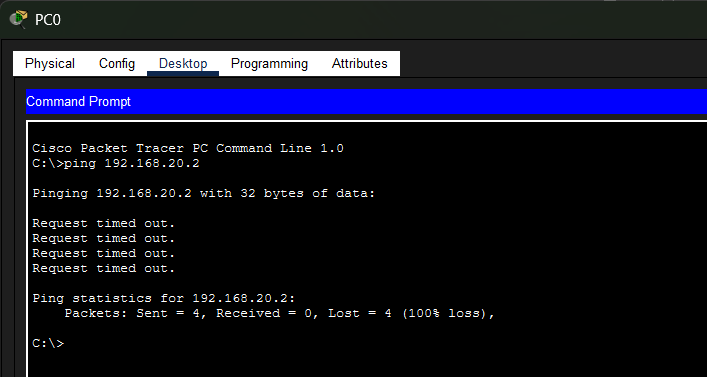 PC0
Physical Config Desktop Programming Attributes
Command Prompt
Cisco Packet Tracer PC Command Line 1.0
C:\>ping 192.168.20.2
Pinging 192.168.20.2 with 32 bytes of data:
Request timed out.
Request timed out.
Request timed out.
Request timed out.
Ping statistics for 192.168.20.2:
Packets: Sent = 4, Received = 0, Lost = 4 (100% loss),
C:\>